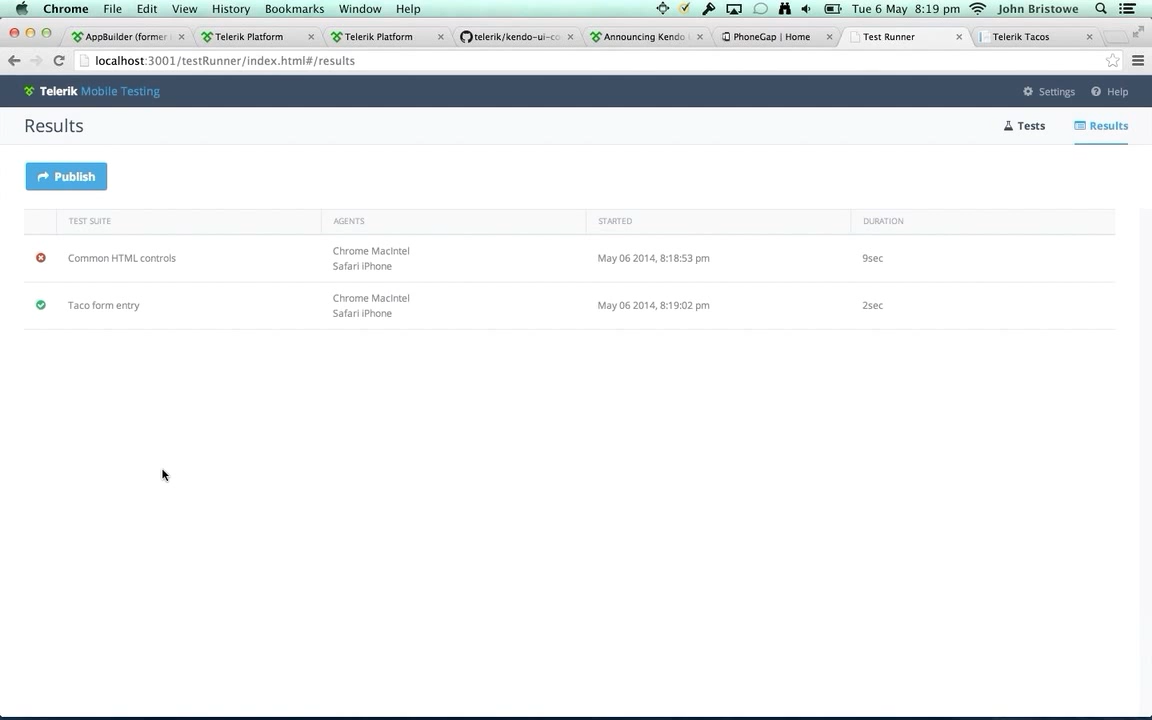 Chrome File Edit View History Bookmarks Window Help Tue 6 May 8:19 pm John Bristowe
AppBuilder (former Telerik Platform Telerik Platform telerik/kendo-ui-co Announcing Kendo PhoneGap | Home Test Runner Telerik Tacos
localhost:3001/testRunner/index.html#/results
Telerik Mobile Testing Settings Help
Results Tests Results
Publish
TEST SUITE AGENTS STARTED DURATION
Common HTML controls Chrome MacIntel May 06 2014, 8:18:53 pm 9sec
Safari iPhone
Taco form entry Chrome MacIntel May 06 2014, 8:19:02 pm 2sec
Safari iPhone